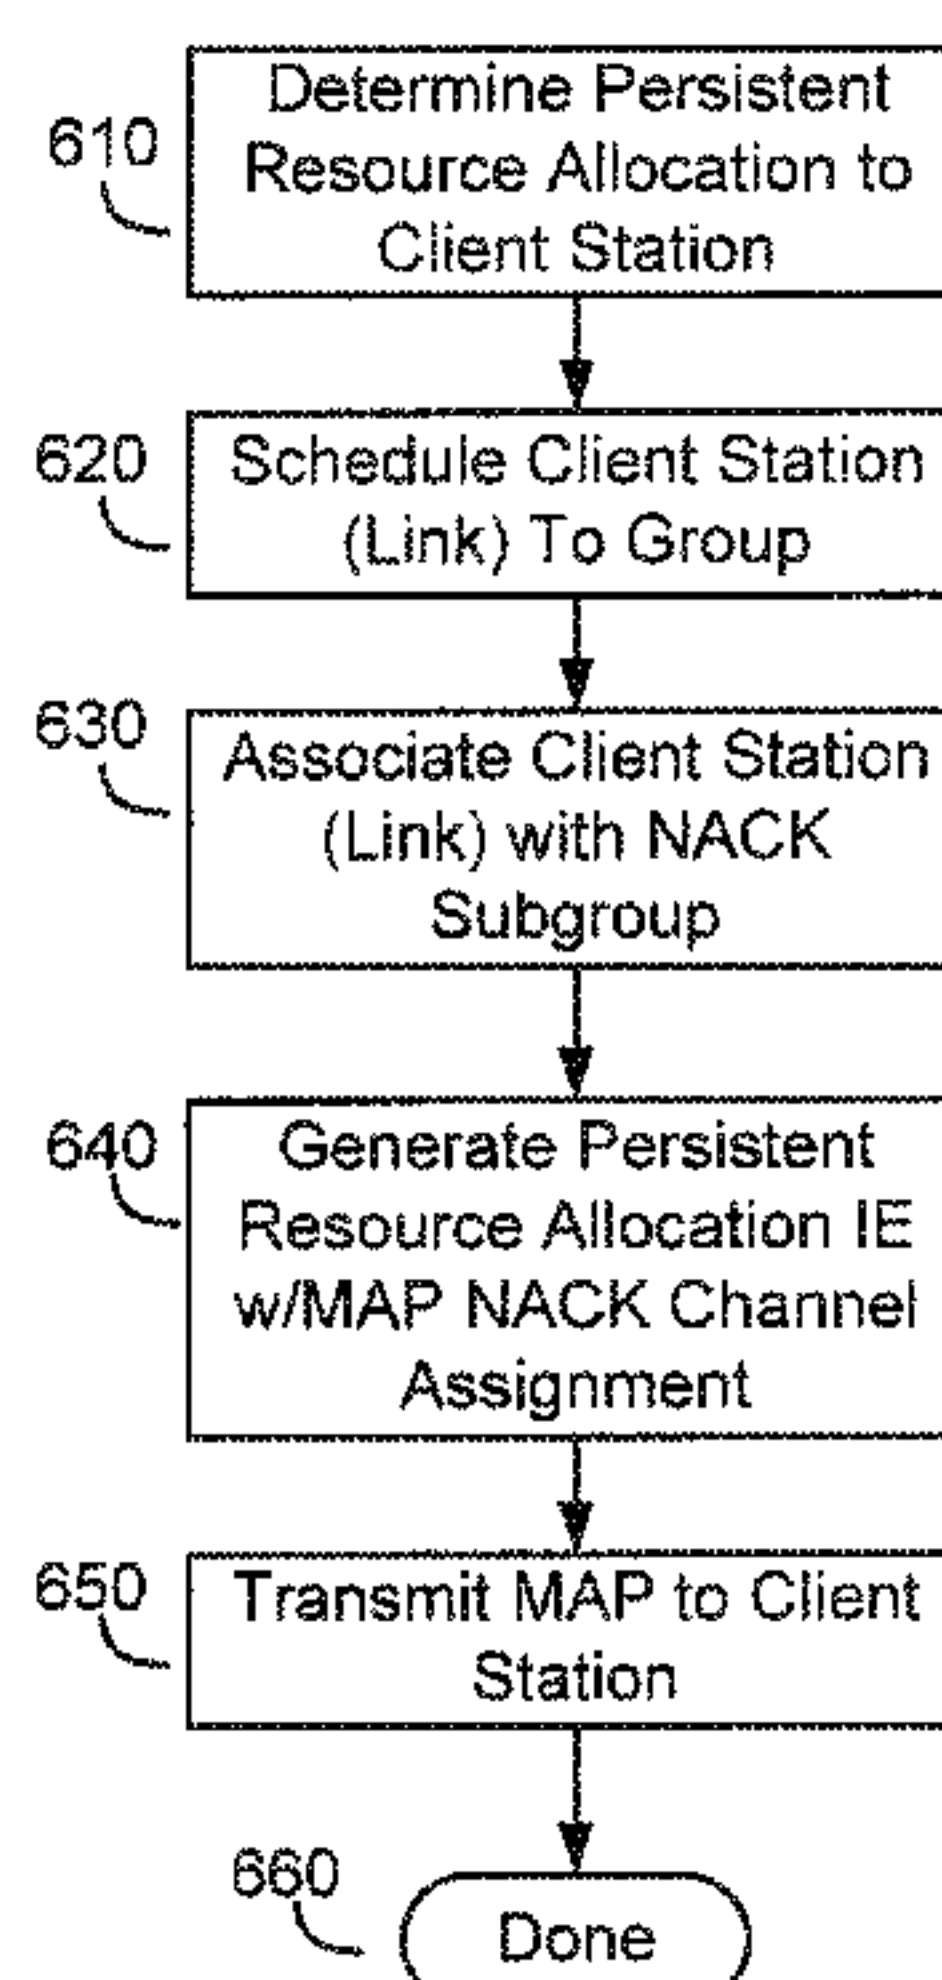 610
Determine Persistent
Resource Allocation to
Client Station
620
Schedule Client Station
(Link) To Group
630
Associate Client Station
(Link) with NACK
Subgroup
640
Generate Persistent
Resource Allocation IE
w/MAP NACK Channel
Assignment
650
Transmit MAP to Client
Station
660
Done